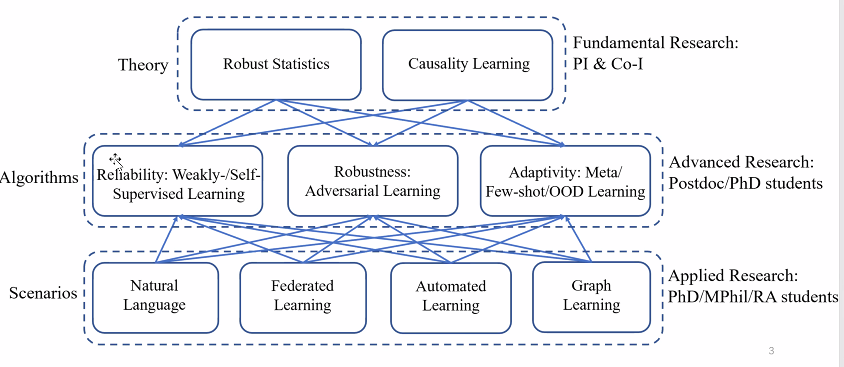 Theory
Robust Statistics
Causality Learning
Fundamental Research:
PI & Co-I
Algorithms
Reliability: Weakly-/Self-
Supervised Learning
Robustness:
Adversarial Learning
Adaptivity: Meta/
Few-shot/OOD Learning
Advanced Research:
Postdoc/PhD students
Scenarios
Natural
Language
Federated
Learning
Automated
Learning
Graph
Learning
Applied Research:
PhD/MPhil/RA students
3